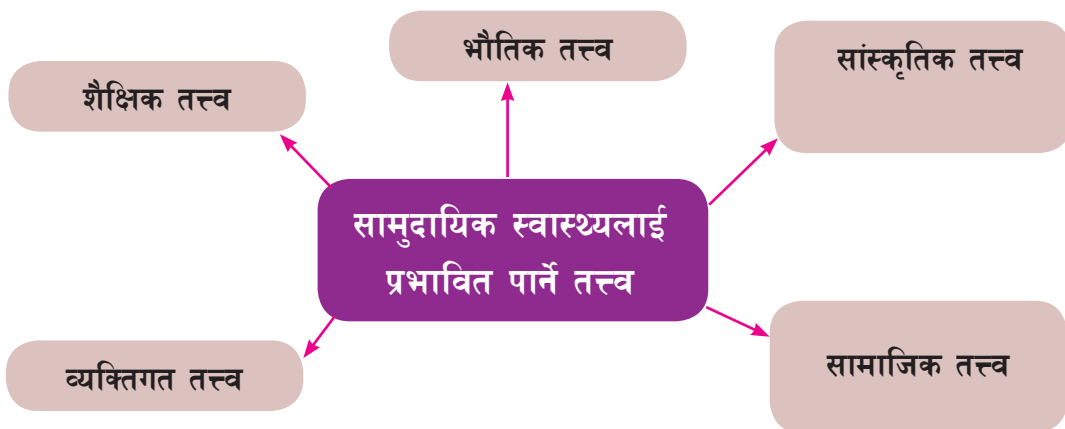 भौतिक तत्त्व
सांस्कृतिक तत्त्व
शैक्षिक तत्त्व
सामुदायिक स्वास्थ्यलाई
प्रभावित पार्ने तत्त्व
सामाजिक तत्त्व
व्यक्तिगत तत्त्व